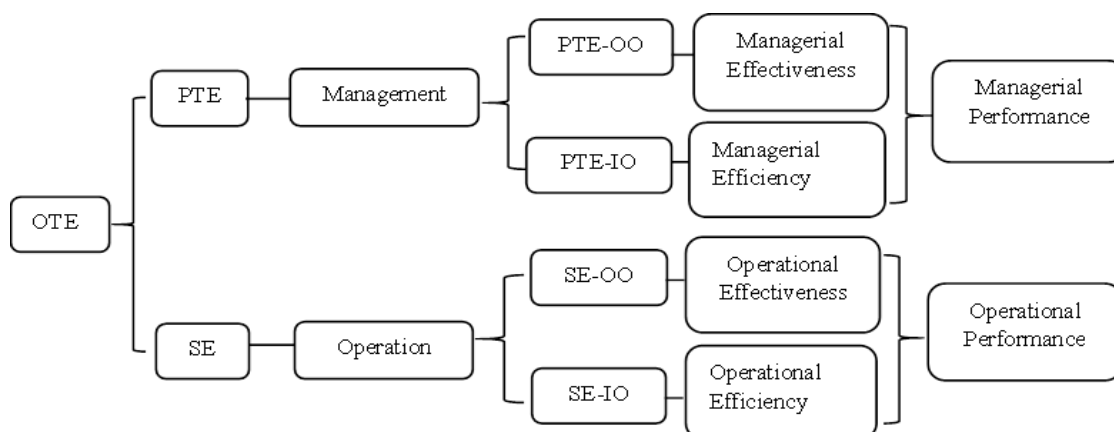 OTE
PTE
Management
PTE-OO
Managerial
Effectiveness
PTE-IO
Managerial
Efficiency
Managerial
Performance
SE
Operation
SE-OO
Operational
Effectiveness
SE-IO
Operational
Efficiency
Operational
Performance